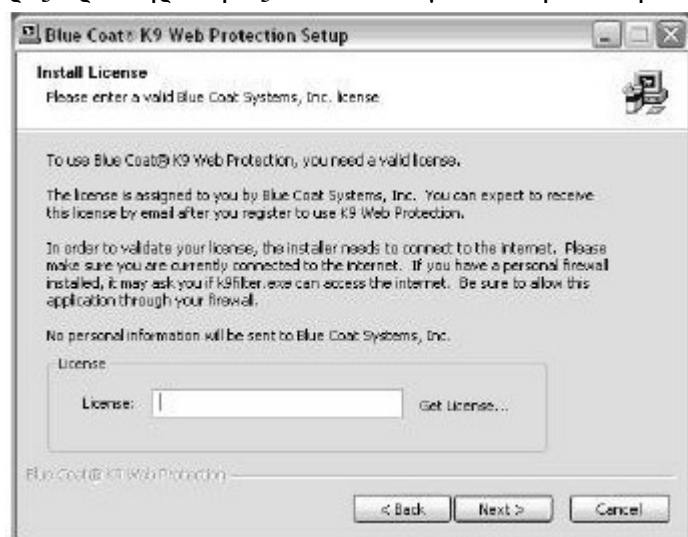 Blue Coat® K9 Web Protection Setup
Install License
Please enter a valid Blue Coat Systems, Inc. license
To use Blue Coat® K9 Web Protection, you need a valid license.
The license is assigned to you by Blue Coat Systems, Inc. You can expect to receive
this license by email after you register to use K9 Web Protection.
In order to validate your license, the installer needs to connect to the internet. Please
make sure you are currently connected to the internet. If you have a personal firewall
installed, it may ask you if k9filter.exe can access the internet. Be sure to allow this
application through your firewall.
No personal information will be sent to Blue Coat Systems, Inc.
License
License:
Get License...
Blue Coat® K9 Web Protection
< Back
Next >
Cancel